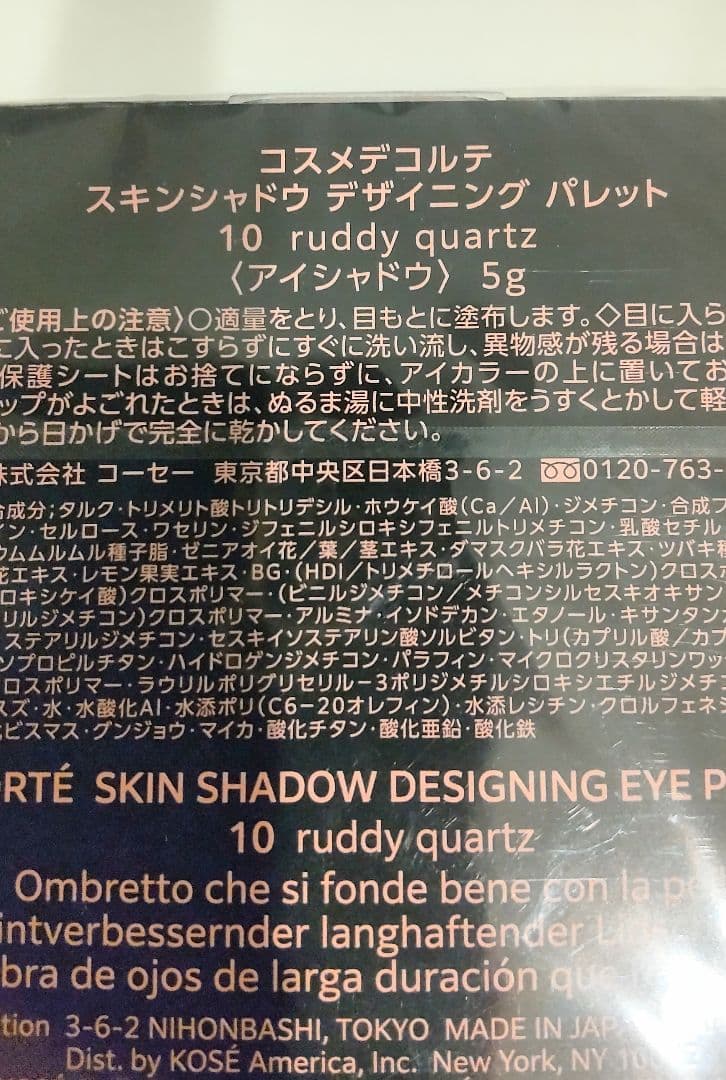 コスメデコルテ
スキンシャドウ デザイニング パレット
10 ruddy quartz
〈アイシャドウ〉 5g
ご使用上の注意〉○適量をとり、目もとに塗布します。◇目に入ら
に入ったときはこすらずにすぐに洗い流し、異物感が残る場合は
保護シートはお捨てにならずに、アイカラーの上に置いてお
ップがよごれたときは、ぬるま湯に中性洗剤をうすくとかして軽
から日かげで完全に乾かしてください。
株式会社 コーセー 東京都中央区日本橋3-6-2 0120-763-
合成分；タルク・トリメリト酸トリトリデシル・ホウケイ酸(Ca/Al)・ジメチコン・合成フ
イン・セルロース・ワセリン・ジフェニルシロキシフェニルトリメチコン・乳酸セチル
ウムムルムル種子脂・ゼニアオイ花/葉/茎エキス・ダマスクバラ花エキス・ツバキ種
花エキス・レモン果実エキス・BG・(HDI/トリメチロールヘキシルラクトン)クロスポ
ロキシケイ酸)クロスポリマー・(ビニルジメチコン/メチコンシルセスキオキサン
リルジメチコン)クロスポリマー・アルミナ・イソドデカン・エタノール・キサンタン
ステアリルジメチコン・セスキイソステアリン酸ソルビタン・トリ(カプリル酸/カプ
ソプロピルチタン・ハイドロゲンジメチコン・パラフィン・マイクロクリスタリンワッ
ロスポリマー・ラウリルポリグリセリル-3ポリジメチルシロキシエチルジメチ
スズ・水・水酸化Al・水添ポリ(C6-20オレフィン)・水添レシチン・クロルフェネシ
ビスマス・グンジョウ・マイカ・酸化チタン・酸化亜鉛・酸化鉄
RTÉ SKIN SHADOW DESIGNING EYE P
10 ruddy quartz
Ombretto che si fonde bene con la p
intverbessernder langhaftender Lids
bra de ojos de larga duración que
tion 3-6-2 NIHONBASHI, TOKYO MADE IN JAP
Dist. by KOSÉ America, Inc. New York, NY 10